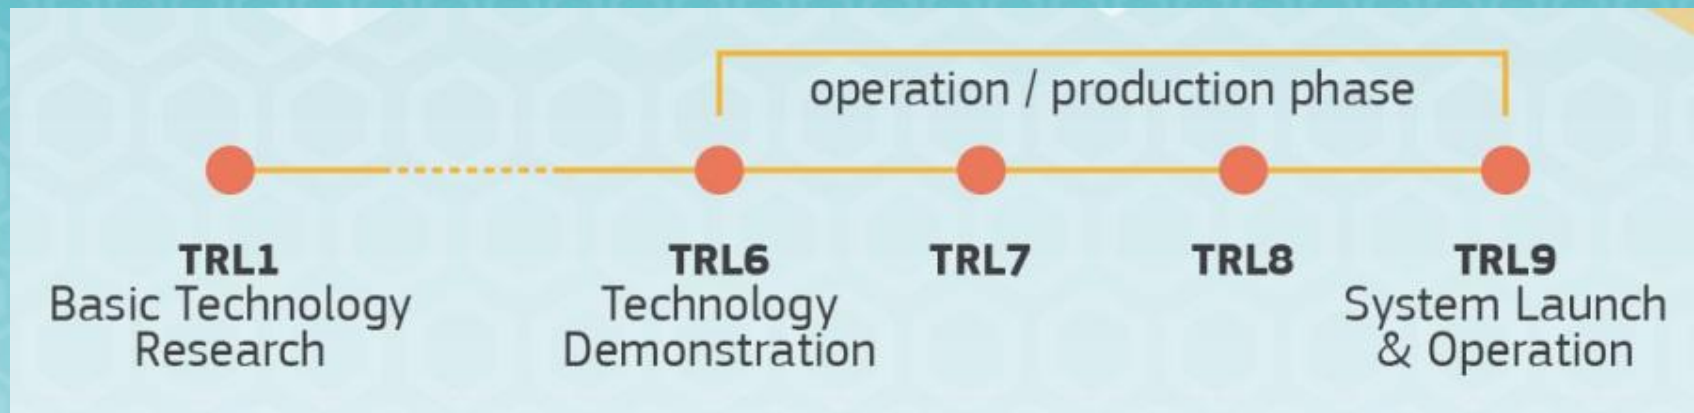 operation / production phase
TRL1
Basic Technology
Research
TRL6
Technology
Demonstration
TRL7
TRL8
TRL9
System Launch
& Operation